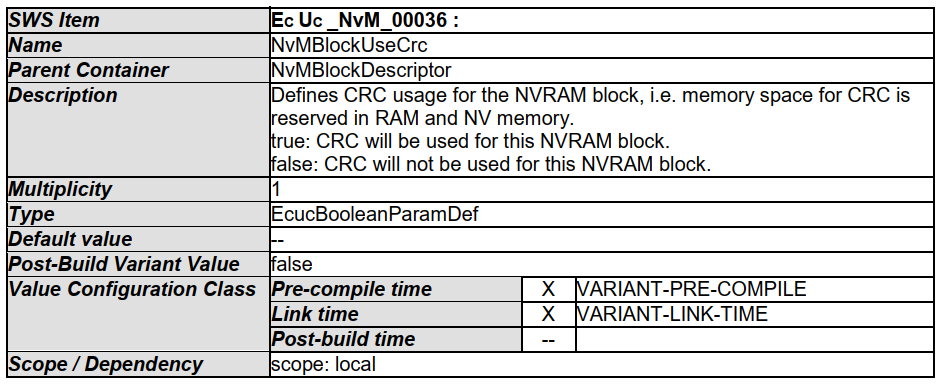 SWS Item Ec Uc _NvM_00036 :
Name NvMBlockUseCrc
Parent Container NvMBlockDescriptor
Description Defines CRC usage for the NVRAM block, i.e. memory space for CRC is
reserved in RAM and NV memory.
true: CRC will be used for this NVRAM block.
false: CRC will not be used for this NVRAM block.
Multiplicity 1
Type EcucBooleanParamDef
Default value --
Post-Build Variant Value false
Value Configuration Class Pre-compile time X VARIANT-PRE-COMPILE
Link time X VARIANT-LINK-TIME
Post-build time --
Scope / Dependency scope: local